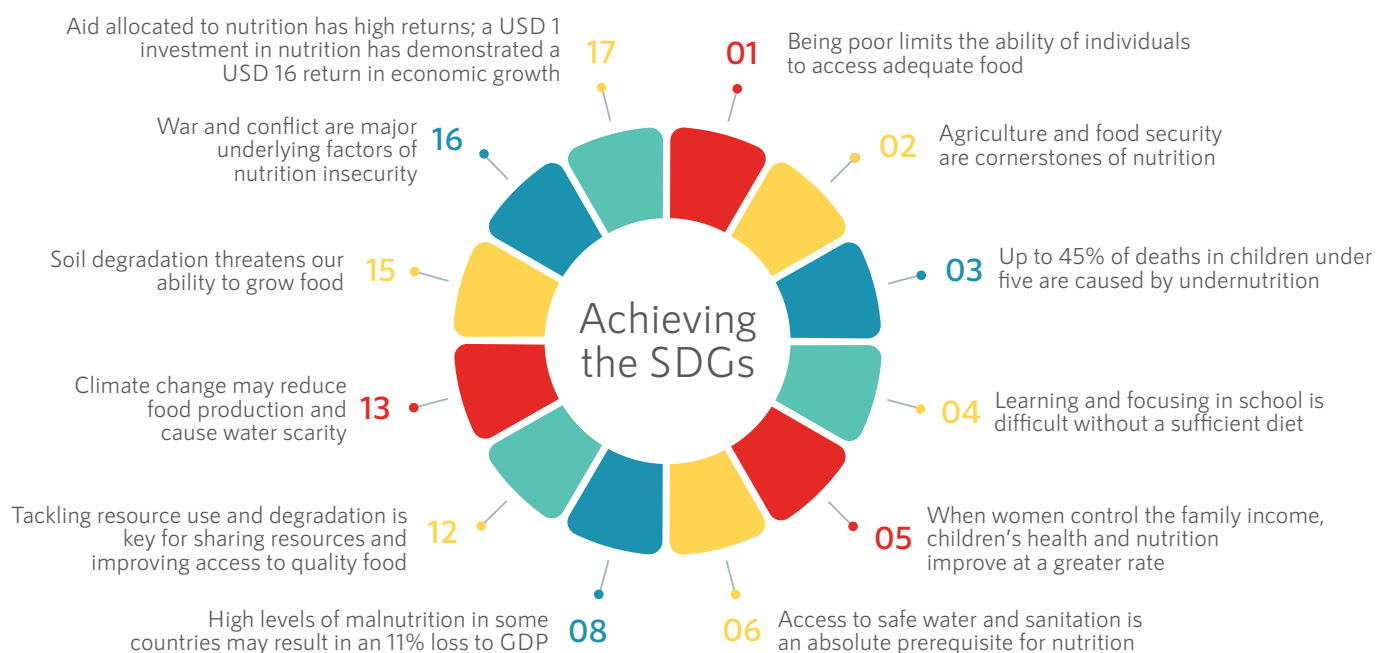 Aid allocated to nutrition has high returns; a USD 1
investment in nutrition has demonstrated a
USD 16 return in economic growth
17
01
Being poor limits the ability of individuals
to access adequate food
War and conflict are major
underlying factors of
nutrition insecurity
16
02
Agriculture and food security
are cornerstones of nutrition
Soil degradation threatens our
ability to grow food
15
03
Up to 45% of deaths in children under
five are caused by undernutrition
Achieving
the SDGs
Climate change may reduce
food production and
cause water scarity
13
04
Learning and focusing in school is
difficult without a sufficient diet
Tackling resource use and degradation is
key for sharing resources and
improving access to quality food
12
05
When women control the family income,
children’s health and nutrition
improve at a greater rate
High levels of malnutrition in some
countries may result in an 11% loss to GDP
08
06
Access to safe water and sanitation is
an absolute prerequisite for nutrition